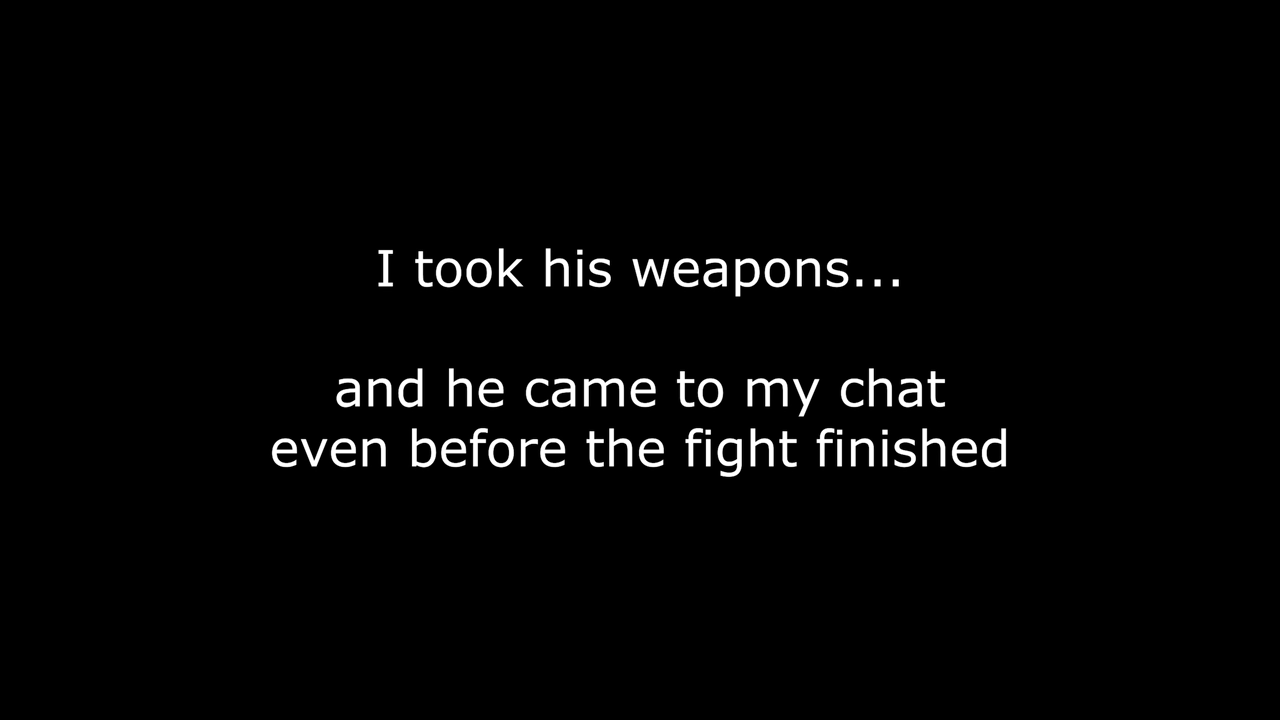 I took his weapons...
and he came to my chat
even before the fight finished